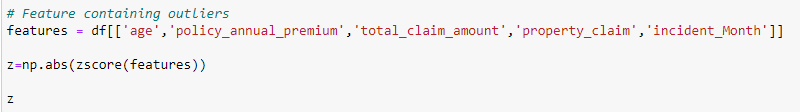 # Feature containing outliers
features = df[['age','policy_annual_premium','total_claim_amount','property_claim','incident_Month']]
z=np.abs(zscore(features))
z